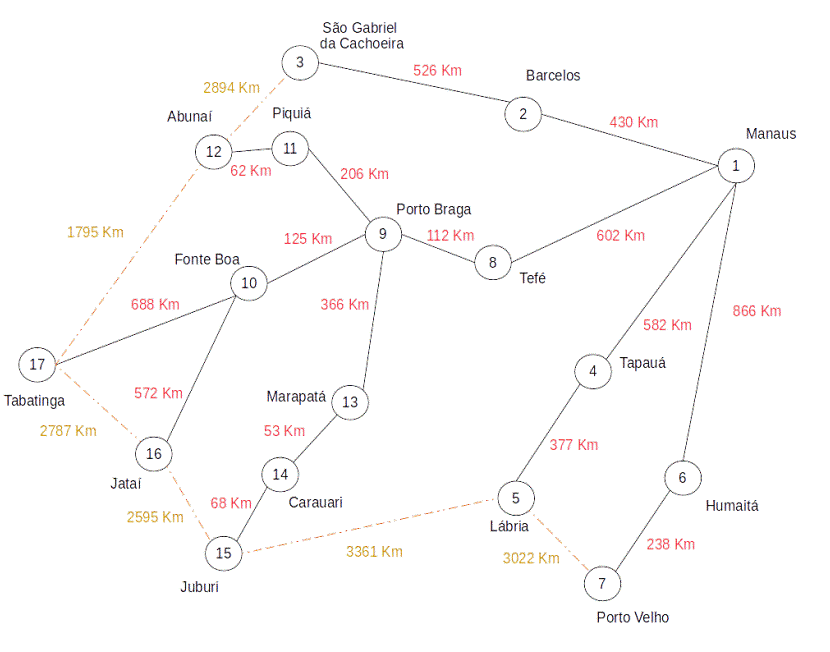 São Gabriel
da Cachoeira
3
526 Km
Barcelos
2894 Km
2
430 Km
Abunaí
Piquiá
Manaus
12
11
62 Km
1
206 Km
Porto Braga
9
112 Km
602 Km
1795 Km
125 Km
Fonte Boa
8
Tefé
10
688 Km
366 Km
866 Km
582 Km
17
4
Tapauá
Tabatinga
572 Km
Marapatá
13
2787 Km
53 Km
377 Km
16
14
6
Jataí
Carauari
5
Humaitá
68 Km
2595 Km
Lábria
238 Km
15
3361 Km
3022 Km
7
Juburi
Porto Velho